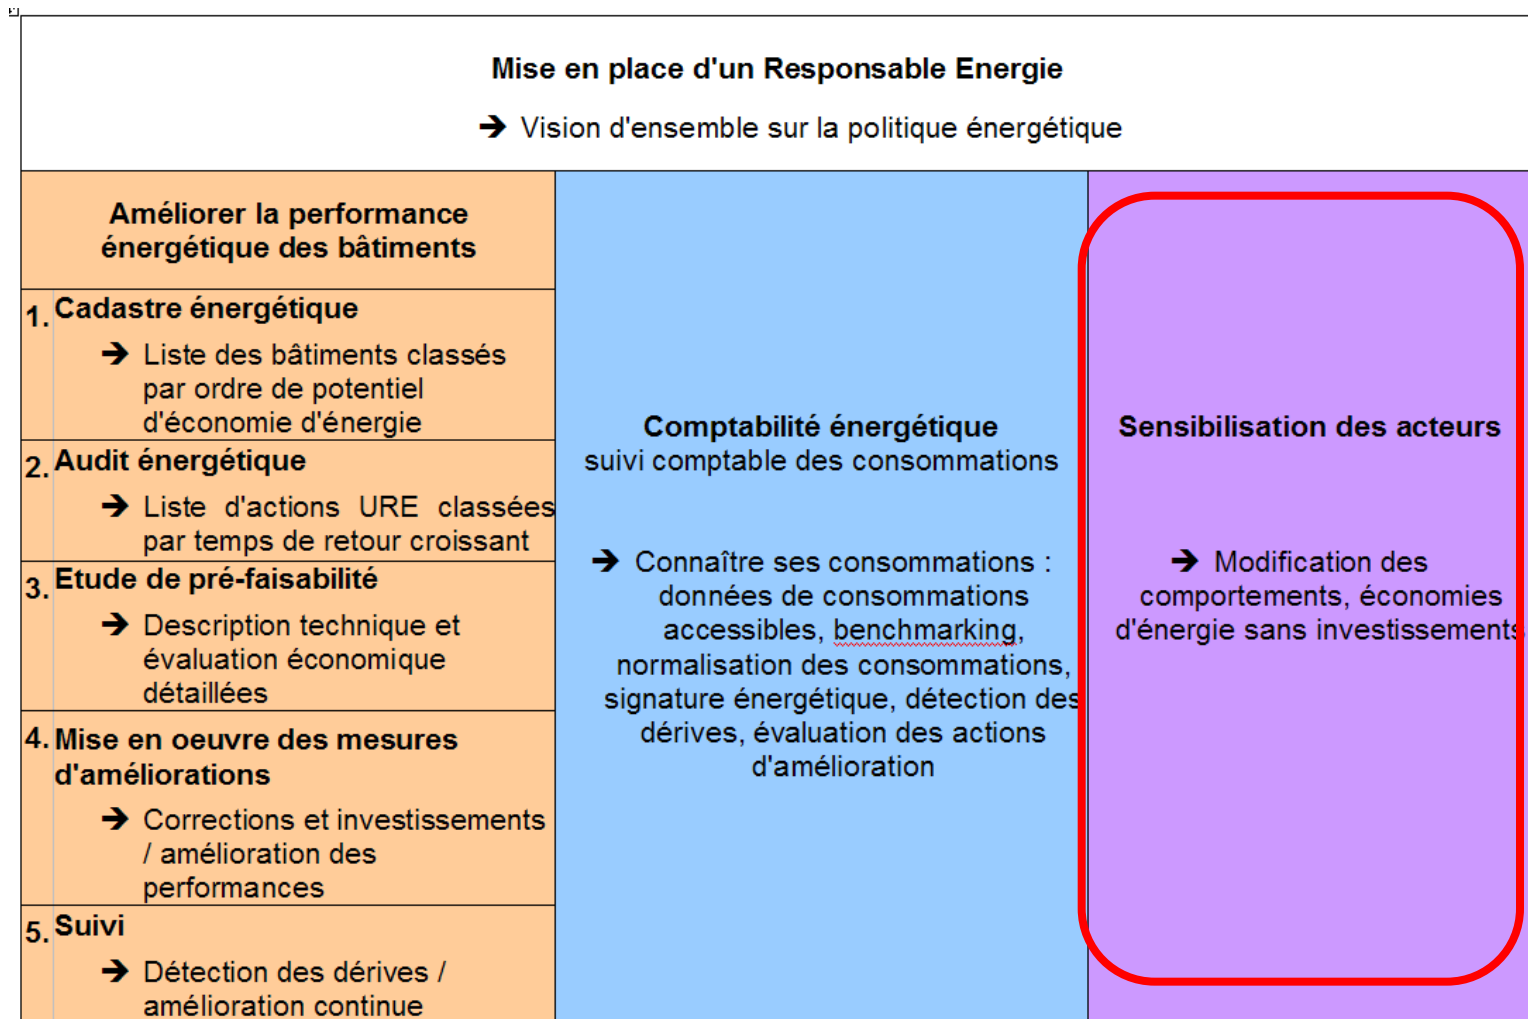 Mise en place d'un Responsable Energie
➔ Vision d'ensemble sur la politique énergétique
Améliorer la performance
énergétique des bâtiments
1. Cadastre énergétique
➔ Liste des bâtiments classés
par ordre de potentiel
d'économie d'énergie
2. Audit énergétique
➔ Liste d'actions URE classées
par temps de retour croissant
3. Etude de pré-faisabilité
➔ Description technique et
évaluation économique
détaillées
4. Mise en oeuvre des mesures
d'améliorations
➔ Corrections et investissements
/ amélioration des
performances
5. Suivi
➔ Détection des dérives /
amélioration continue
Comptabilité énergétique
suivi comptable des consommations
➔ Connaître ses consommations :
données de consommations
accessibles, benchmarking,
normalisation des consommations,
signature énergétique, détection des
dérives, évaluation des actions
d'amélioration
Sensibilisation des acteurs
➔ Modification des
comportements, économies
d'énergie sans investissements